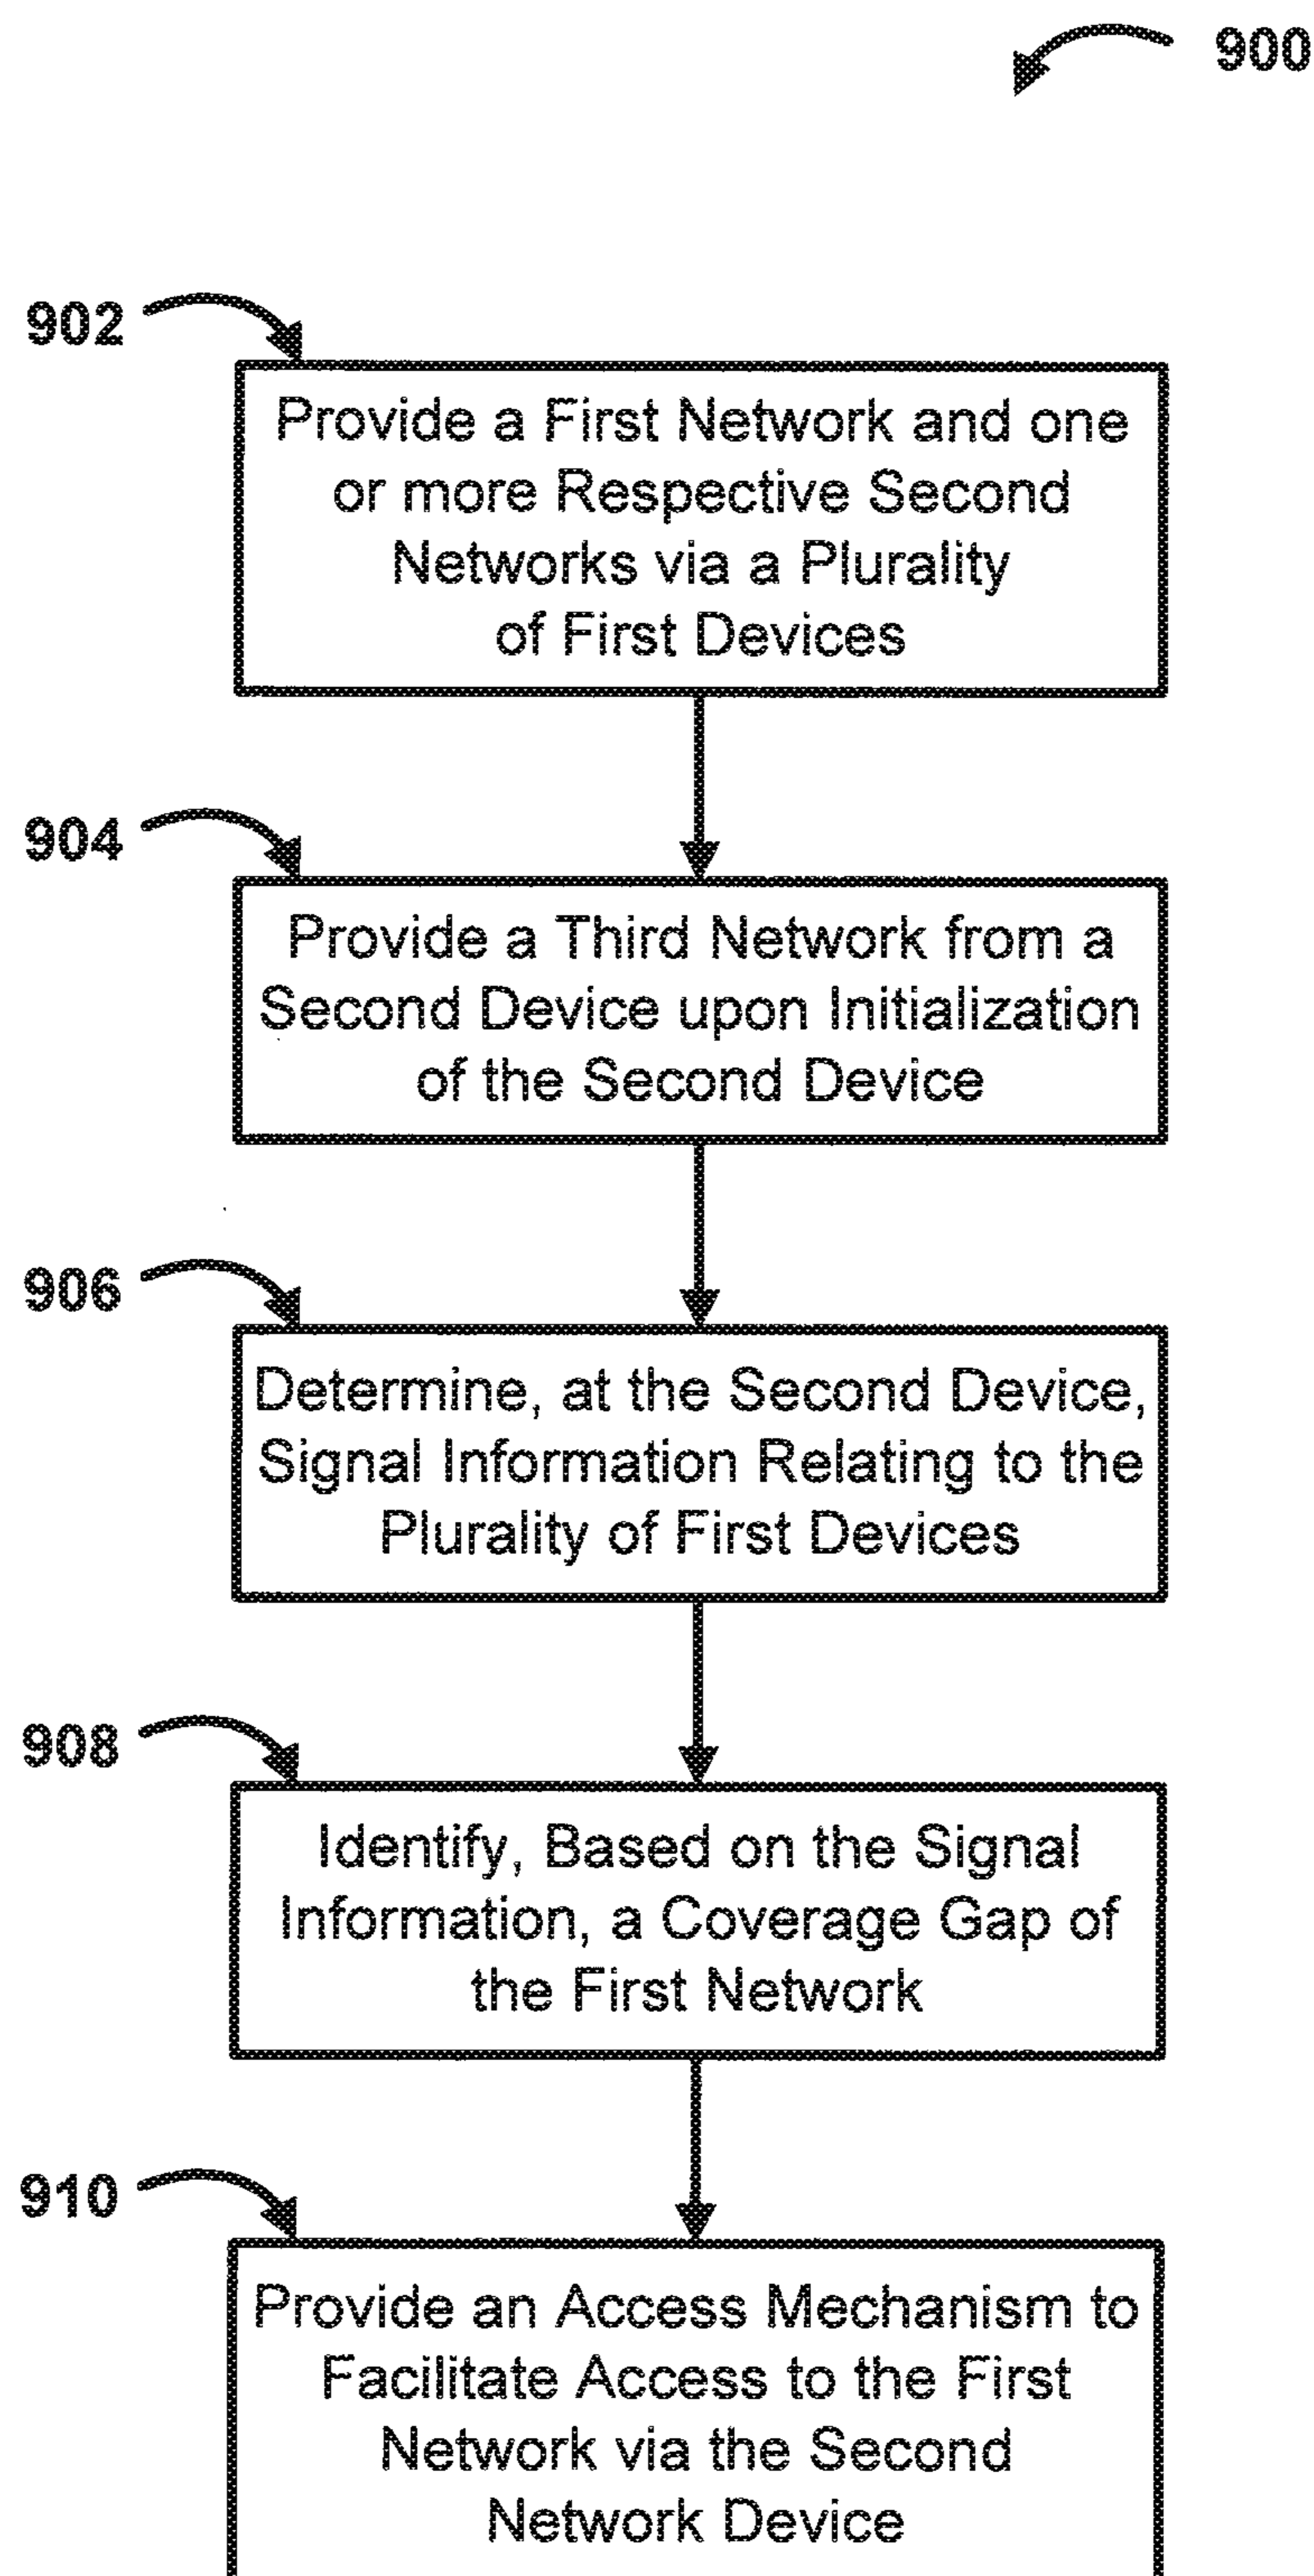 900
902
Provide a First Network and one
or more Respective Second
Networks via a Plurality
of First Devices
904
Provide a Third Network from a
Second Device upon Initialization
of the Second Device
906
Determine, at the Second Device,
Signal Information Relating to the
Plurality of First Devices
908
Identify, Based on the Signal
Information, a Coverage Gap of
the First Network
910
Provide an Access Mechanism to
Facilitate Access to the First
Network via the Second
Network Device